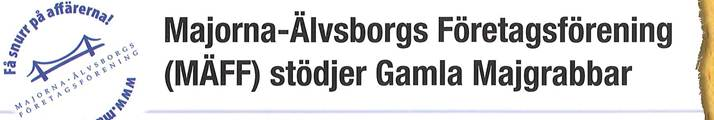 Få snurr på affärerna!
MAJORNA-ÄLVSBORGS
FÖRETAGSFÖRENING
Majorna-Älvsborgs Företagsförening
(MÄFF) stödjer Gamla Majgrabbar